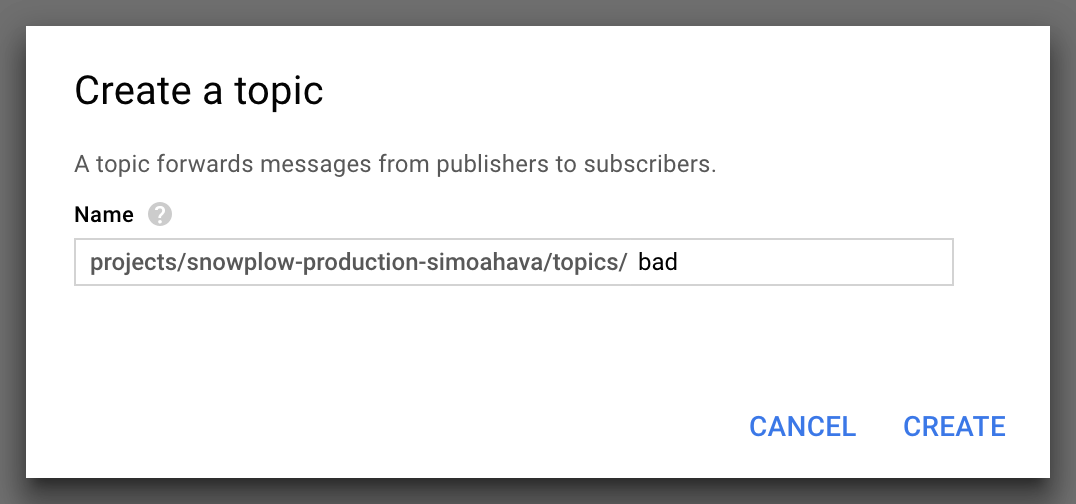 Create a topic
A topic forwards messages from publishers to subscribers.
Name ?
projects/snowplow-production-simoahava/topics/ bad
CANCEL CREATE